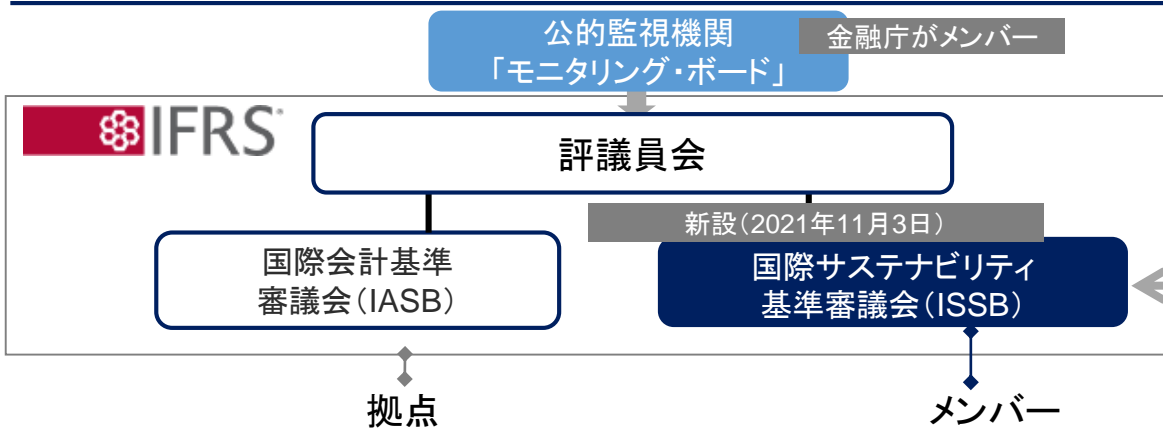 公的監視機関
「モニタリング・ボード」
金融庁がメンバー
IFRS
評議員会
新設（2021年11月3日）
国際会計基準
審議会（IASB）
国際サステナビリティ
基準審議会（ISSB）
拠点
メンバー